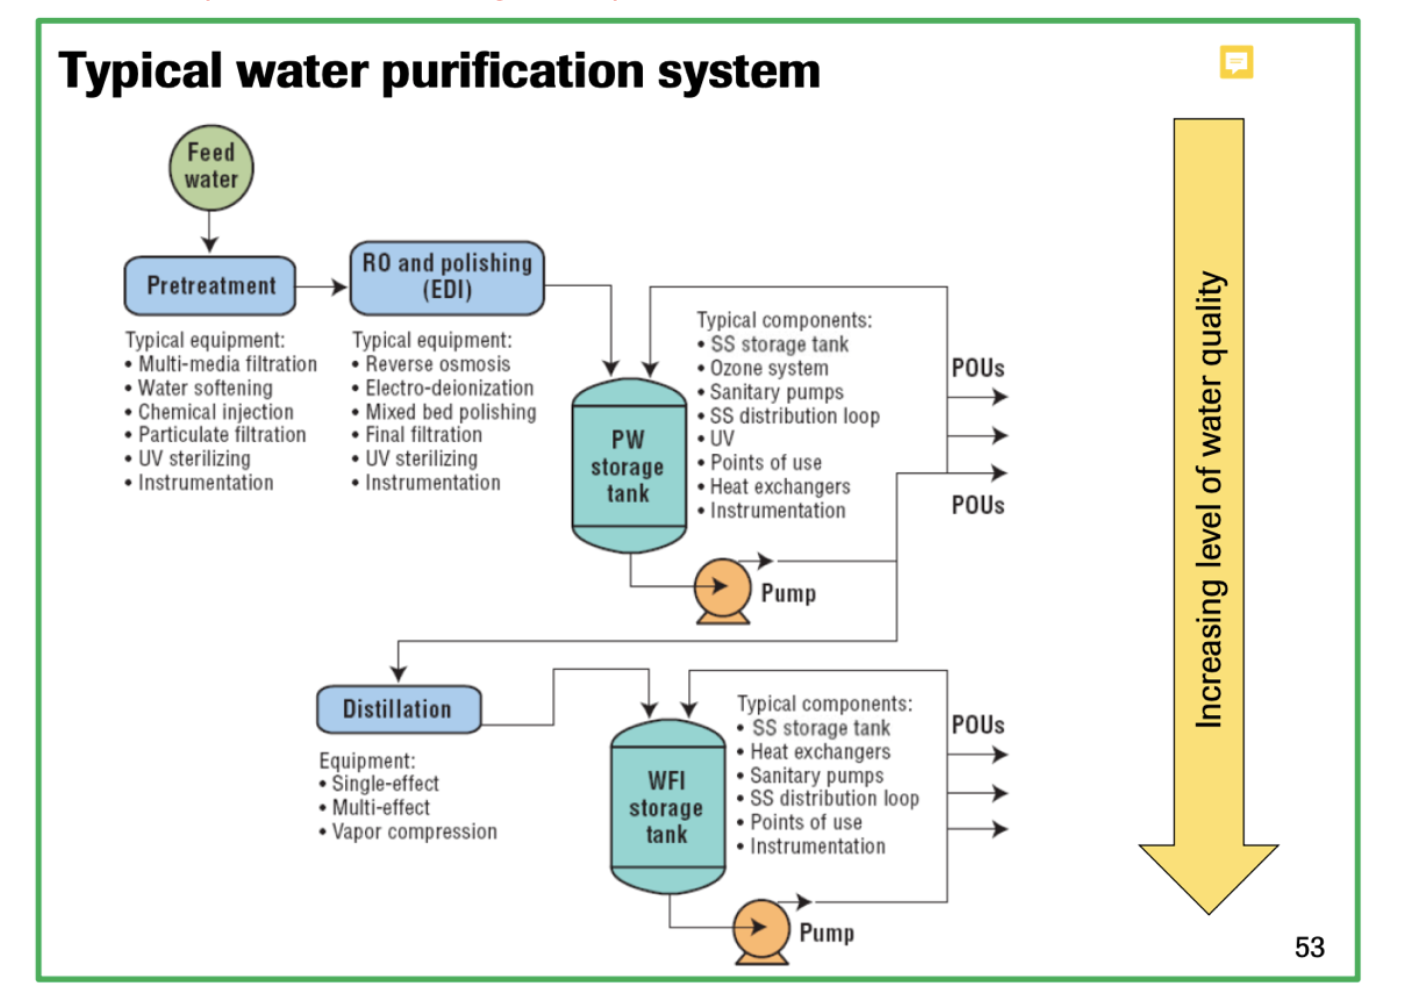 Typical water purification system
Feed
water
Pretreatment
RO and polishing
(EDI)
Typical equipment:
• Multi-media filtration
• Water softening
• Chemical injection
• Particulate filtration
• UV sterilizing
• Instrumentation
Typical equipment:
• Reverse osmosis
• Electro-deionization
• Mixed bed polishing
• Final filtration
• UV sterilizing
• Instrumentation
PW
storage
tank
Typical components:
• SS storage tank
• Ozone system
• Sanitary pumps
• SS distribution loop
• UV
• Points of use
• Heat exchangers
• Instrumentation
POUs
POUs
Pump
Distillation
Equipment:
• Single-effect
• Multi-effect
• Vapor compression
WFI
storage
tank
Typical components:
• SS storage tank
• Heat exchangers
• Sanitary pumps
• SS distribution loop
• Points of use
• Instrumentation
POUs
Pump
Increasing level of water quality
53